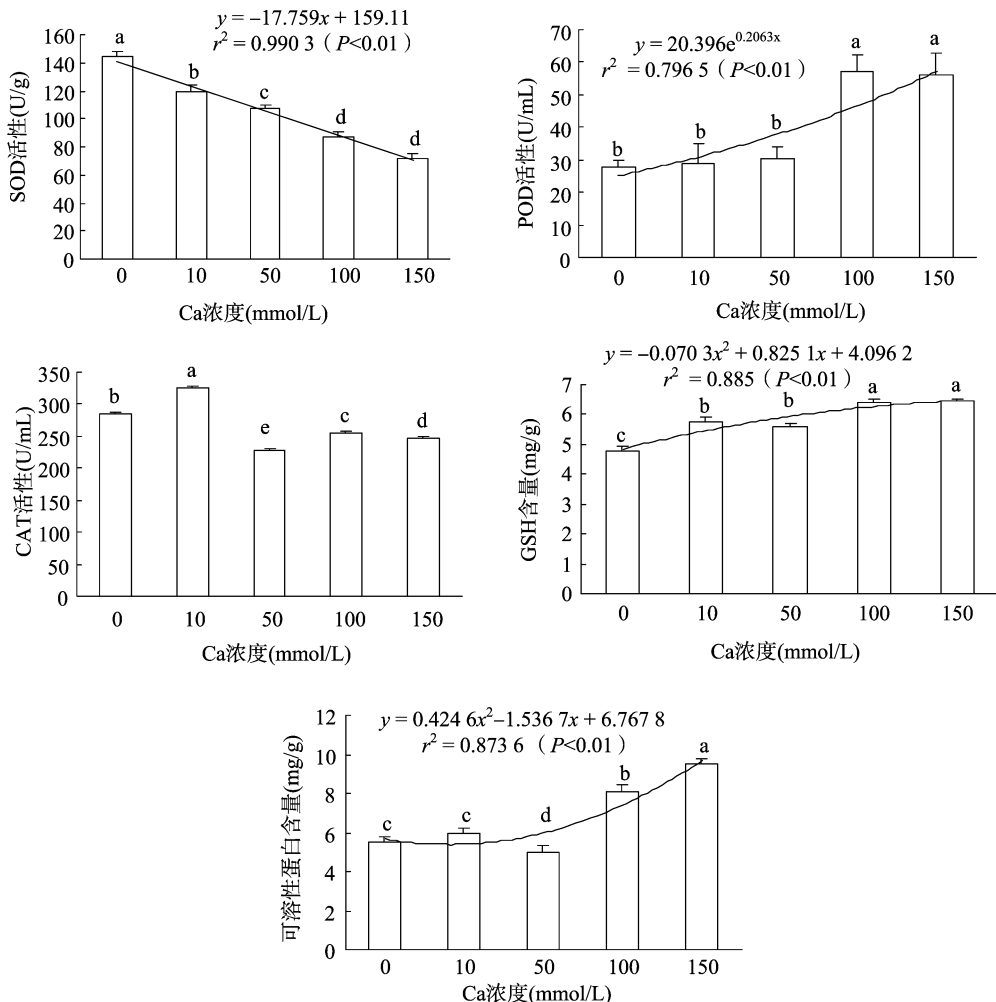 y = –17.759x + 159.11
r² = 0.990 3（P<0.01）
SOD活性(U/g)
160
140
120
100
80
60
40
20
0
a
b
c
d
d
0 10 50 100 150
Ca浓度(mmol/L)
y = 20.396e^0.2063x
r² = 0.796 5（P<0.01）
POD活性(U/mL)
70
60
50
40
30
20
10
0
b
b
b
a
a
0 10 50 100 150
Ca浓度(mmol/L)
CAT活性(U/mL)
350
300
250
200
150
100
50
0
b
a
e
c
d
0 10 50 100 150
Ca浓度(mmol/L)
y = –0.070 3x² + 0.825 1x + 4.096 2
r² = 0.885（P<0.01）
GSH含量(mg/g)
7
6
5
4
3
2
1
0
c
b
b
a
a
0 10 50 100 150
Ca浓度(mmol/L)
y = 0.424 6x²–1.536 7x + 6.767 8
r² = 0.873 6 （P<0.01）
可溶性蛋白含量(mg/g)
12
10
8
6
4
2
0
c
c
d
b
a
0 10 50 100 150
Ca浓度(mmol/L)